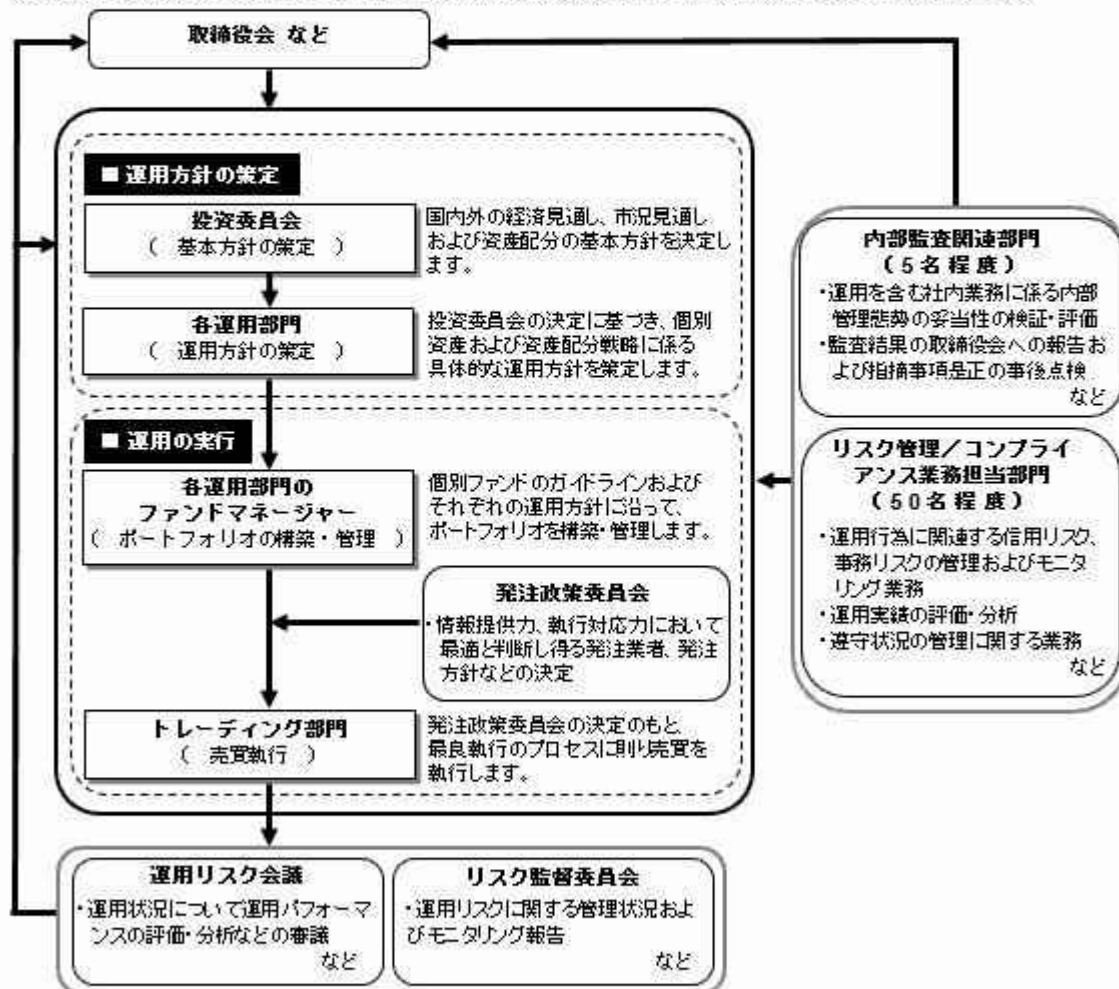 取締役会 など
■ 運用方針の策定
投資委員会
（ 基本方針の策定 ）
国内外の経済見通し、市況見通し
および資産配分の基本方針を決定し
ます。
各運用部門
（ 運用方針の策定 ）
投資委員会の決定に基づき、個別
資産および資産配分戦略に係る
具体的な運用方針を策定します。
■ 運用の実行
各運用部門の
ファンドマネージャー
（ ポートフォリオの構築・管理 ）
個別ファンドのガイドラインおよび
それぞれの運用方針に沿って、
ポートフォリオを構築・管理します。
発注政策委員会
・情報提供力、執行対応力において
最適と判断し得る発注業者、発注
方針などの決定
トレーディング部門
（ 売買執行 ）
発注政策委員会の決定のもと、
最良執行のプロセスに則り売買を
執行します。
内部監査関連部門
（５名程度）
・運用を含む社内業務に係る内部
管理態勢の妥当性の検証・評価
・監査結果の取締役会への報告お
よび指摘事項是正の事後点検
など
リスク管理／コンプライ
アンス業務担当部門
（５０名程度）
・運用行為に関連する信用リスク、
事務リスクの管理およびモニタ
リング業務
・運用実績の評価・分析
・遵守状況の管理に関する業務
など
運用リスク会議
・運用状況について運用パフォーマ
ンスの評価・分析などの審議
など
リスク監督委員会
・運用リスクに関する管理状況およ
びモニタリング報告
など